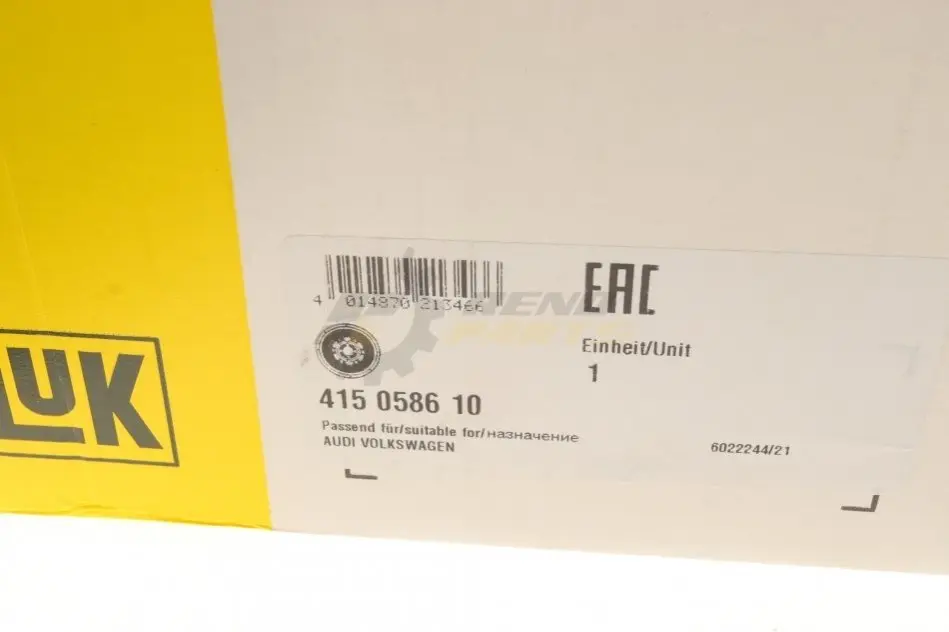 LUK
EAC
4 014870 213466
Einheit/Unit
1
415 0586 10
Passend für/suitable for/назначение
AUDI VOLKSWAGEN
6022244/21